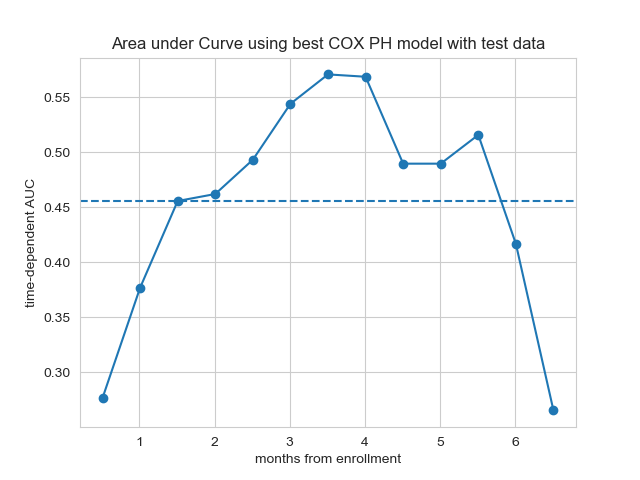 Area under Curve using best COX PH model with test data
time-dependent AUC
0.55
0.50
0.45
0.40
0.35
0.30
1 2 3 4 5 6
months from enrollment